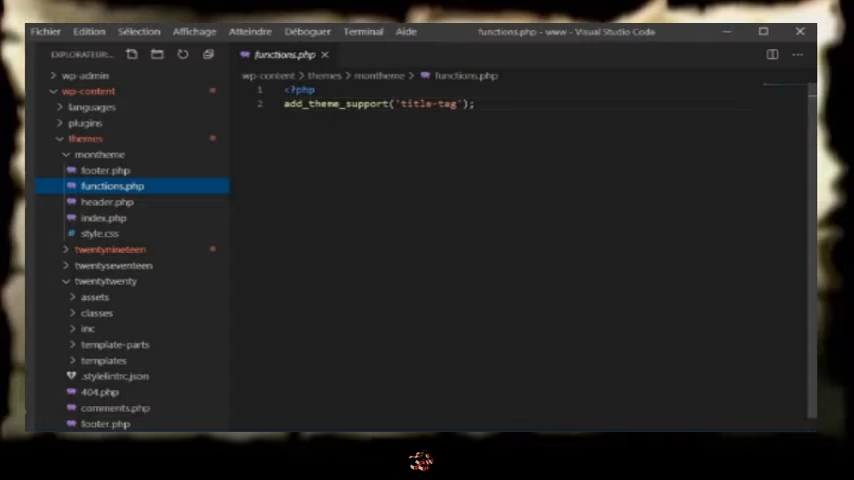 Fichier Edition Sélection Affichage Atteindre Déboguer Terminal Aide functions.php - www - Visual Studio Code
EXPLORATEUR... functions.php
wp-admin
wp-content > themes > montheme > functions.php
wp-content
1 <?php
languages
2 add_theme_support('title-tag');
plugins
themes
montheme
footer.php
functions.php
header.php
index.php
style.css
twentynineteen
twentyseventeen
twentytwenty
assets
classes
inc
template-parts
templates
.stylelintrc.json
404.php
comments.php
footer.php